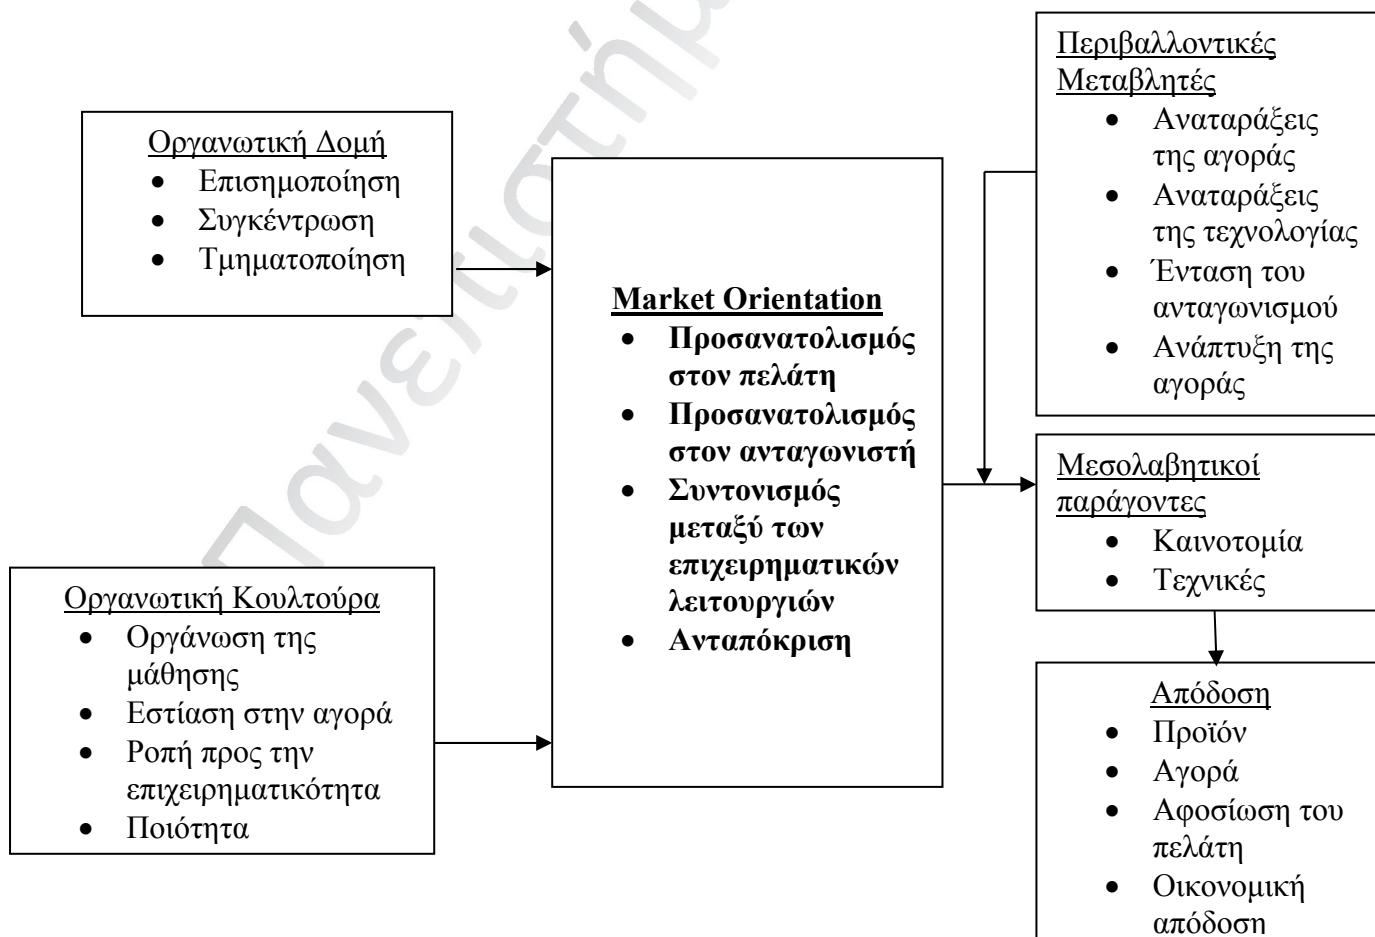 Οργανωτική Δομή
• Επισημοποίηση
• Συγκέντρωση
• Τμηματοποίηση
Οργανωτική Κουλτούρα
• Οργάνωση της
μάθησης
• Εστίαση στην αγορά
• Ροπή προς την
επιχειρηματικότητα
• Ποιότητα
Market Orientation
• Προσανατολισμός
στον πελάτη
• Προσανατολισμός
στον ανταγωνιστή
• Συντονισμός
μεταξύ των
επιχειρηματικών
λειτουργιών
• Ανταπόκριση
Περιβαλλοντικές
Μεταβλητές
• Αναταράξεις
της αγοράς
• Αναταράξεις
της τεχνολογίας
• Ένταση του
ανταγωνισμού
• Ανάπτυξη της
αγοράς
Μεσολαβητικοί
παράγοντες
• Καινοτομία
• Τεχνικές
Απόδοση
• Προϊόν
• Αγορά
• Αφοσίωση του
πελάτη
• Οικονομική
απόδοση
Πανεπιστήμ